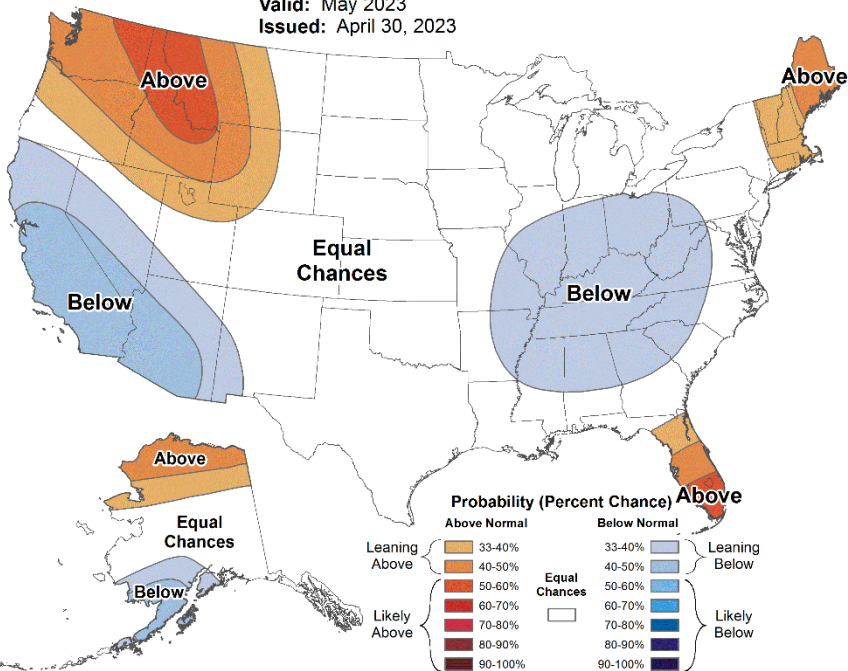 Valid: May 2023
Issued: April 30, 2023
Above
Above
Equal
Chances
Below
Below
Above
Above
Equal
Chances
Below
Probability (Percent Chance)
Above Normal
Below Normal
Leaning
Above
33-40%
40-50%
Likely
Above
50-60%
60-70%
70-80%
80-90%
90-100%
Equal
Chances
33-40%
40-50%
Leaning
Below
50-60%
60-70%
70-80%
80-90%
90-100%
Likely
Below